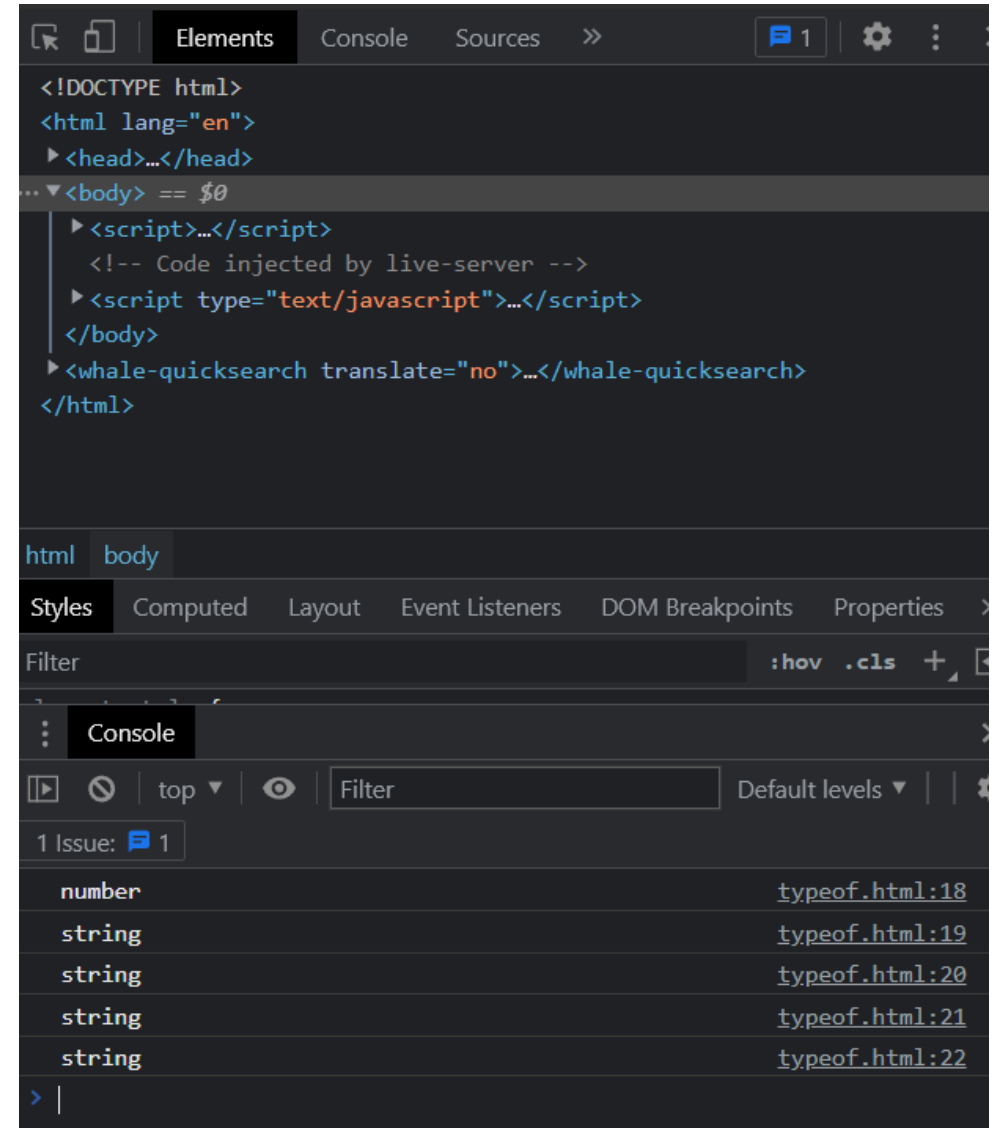 Elements Console Sources » 1
<!DOCTYPE html>
<html lang="en">
▶<head>…</head>
… ▼<body> == $0
▶<script>…</script>
<!-- Code injected by live-server -->
▶<script type="text/javascript">…</script>
</body>
▶<whale-quicksearch translate="no">…</whale-quicksearch>
</html>
html body
Styles Computed Layout Event Listeners DOM Breakpoints Properties
Filter :hov .cls +
Console
top ▼ Filter Default levels ▼
1 Issue: 1
number typeof.html:18
string typeof.html:19
string typeof.html:20
string typeof.html:21
string typeof.html:22
>